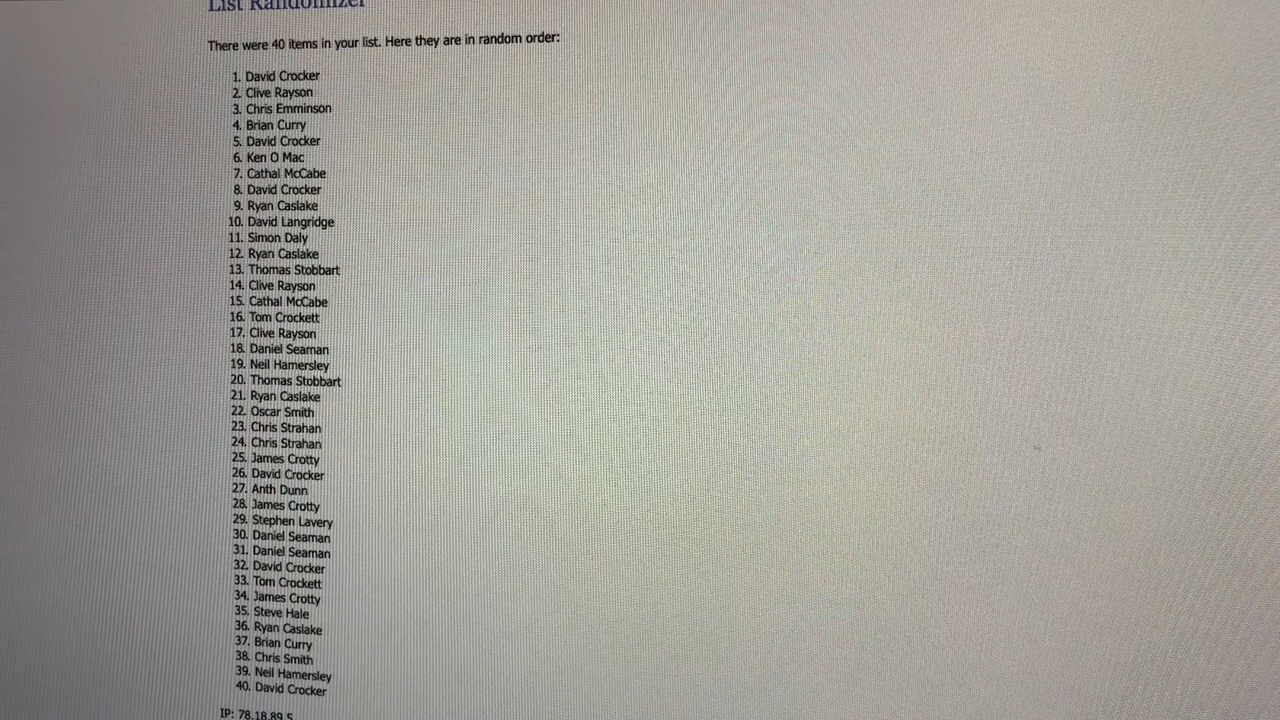 List Randomizer
There were 40 items in your list. Here they are in random order:
1. David Crocker
2. Clive Rayson
3. Chris Emminson
4. Brian Curry
5. David Crocker
6. Ken O Mac
7. Cathal McCabe
8. David Crocker
9. Ryan Caslake
10. David Langridge
11. Simon Daly
12. Ryan Caslake
13. Thomas Stobbart
14. Clive Rayson
15. Cathal McCabe
16. Tom Crockett
17. Clive Rayson
18. Daniel Seaman
19. Neil Hamersley
20. Thomas Stobbart
21. Ryan Caslake
22. Oscar Smith
23. Chris Strahan
24. Chris Strahan
25. James Crotty
26. David Crocker
27. Anth Dunn
28. James Crotty
29. Stephen Lavery
30. Daniel Seaman
31. Daniel Seaman
32. David Crocker
33. Tom Crockett
34. James Crotty
35. Steve Hale
36. Ryan Caslake
37. Brian Curry
38. Chris Smith
39. Neil Hamersley
40. David Crocker
IP: 78.18.89.5